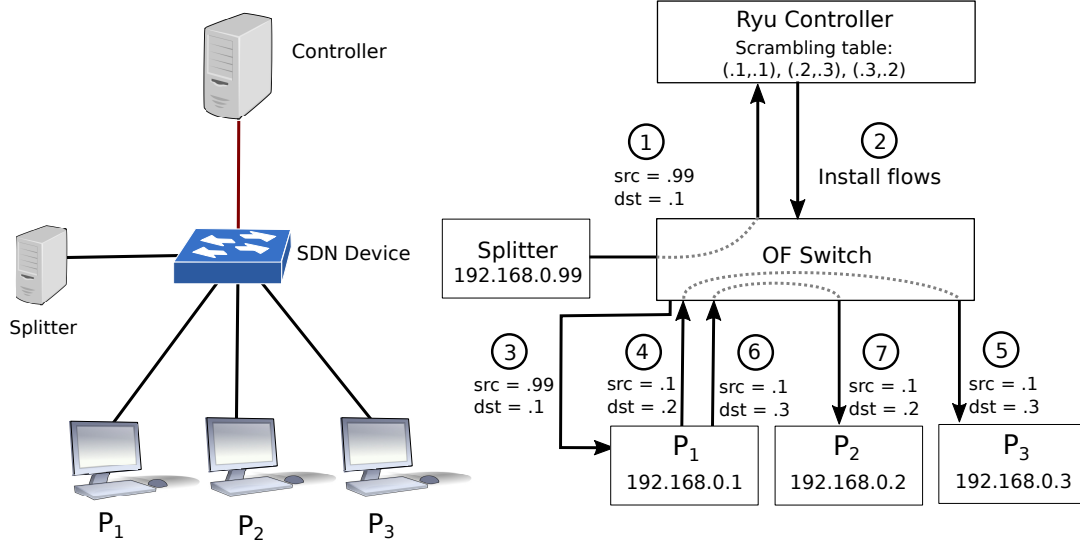 Controller
SDN Device
Splitter
P1
P2
P3
Ryu Controller
Scrambling table:
(.1,.1), (.2,.3), (.3,.2)
1
src = .99
dst = .1
2
Install flows
Splitter
192.168.0.99
OF Switch
3
src = .99
dst = .1
4
src = .1
dst = .2
6
src = .1
dst = .3
7
src = .1
dst = .2
5
src = .1
dst = .3
P1
192.168.0.1
P2
192.168.0.2
P3
192.168.0.3